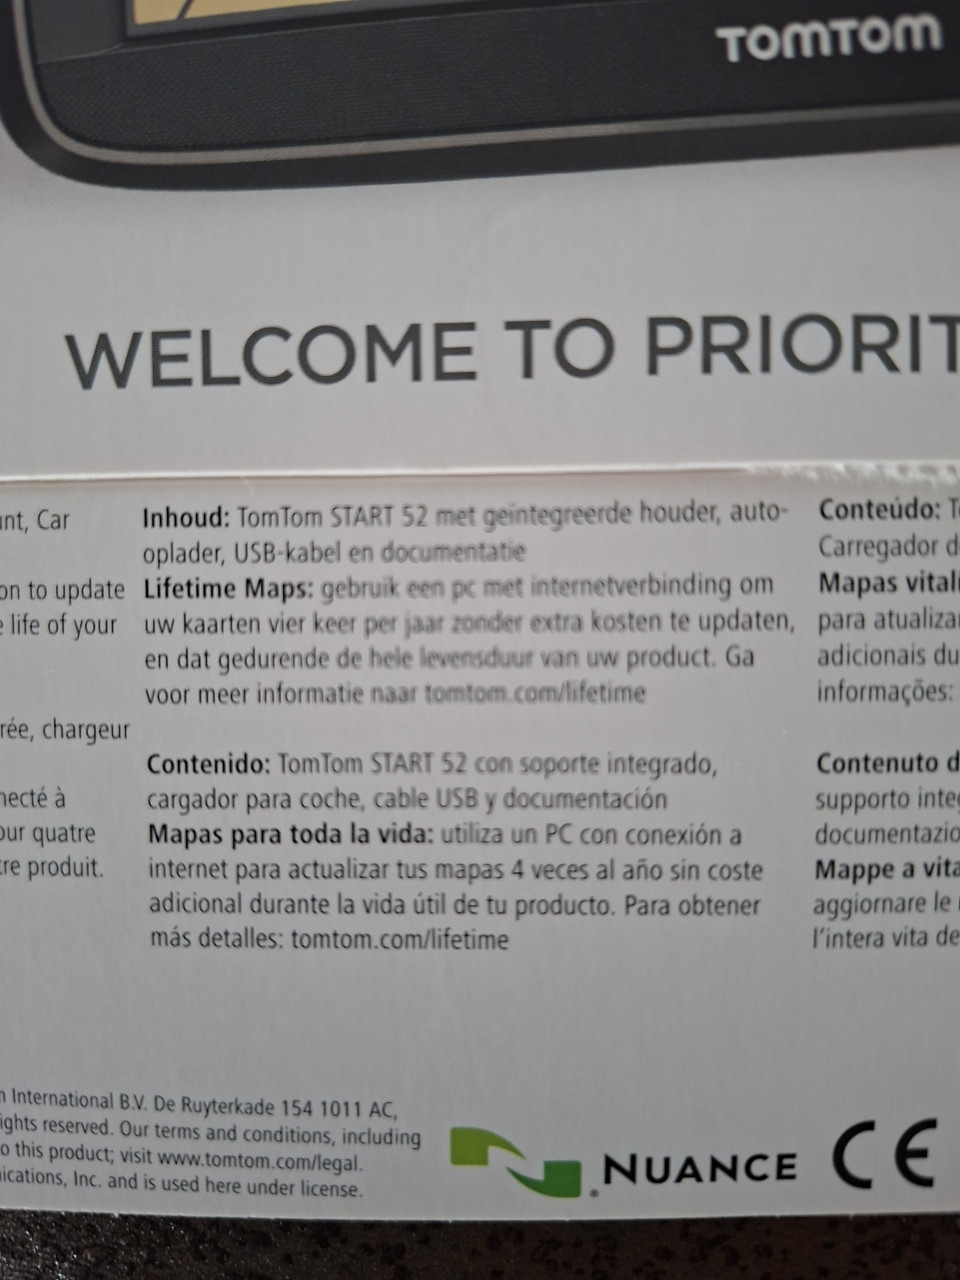 TOMTOM
WELCOME TO PRIORIT
unt, Car
on to update
e life of your
rée, chargeur
necté à
our quatre
tre produit.
Inhoud: TomTom START 52 met geïntegreerde houder, auto-
oplader, USB-kabel en documentatie
Lifetime Maps: gebruik een pc met internetverbinding om
uw kaarten vier keer per jaar zonder extra kosten te updaten,
en dat gedurende de hele levensduur van uw product. Ga
voor meer informatie naar tomtom.com/lifetime
Contenido: TomTom START 52 con soporte integrado,
cargador para coche, cable USB y documentación
Mapas para toda la vida: utiliza un PC con conexión a
internet para actualizar tus mapas 4 veces al año sin coste
adicional durante la vida útil de tu producto. Para obtener
más detalles: tomtom.com/lifetime
Conteúdo: T
Carregador d
Mapas vitalí
para atualiza
adicionais du
informações:
Contenuto d
supporto integ
documentazio
Mappe a vita
aggiornare le
l'intera vita de
m International B.V. De Ruyterkade 154 1011 AC,
ights reserved. Our terms and conditions, including
o this product; visit www.tomtom.com/legal.
ications, Inc. and is used here under license.
NUANCE
CE